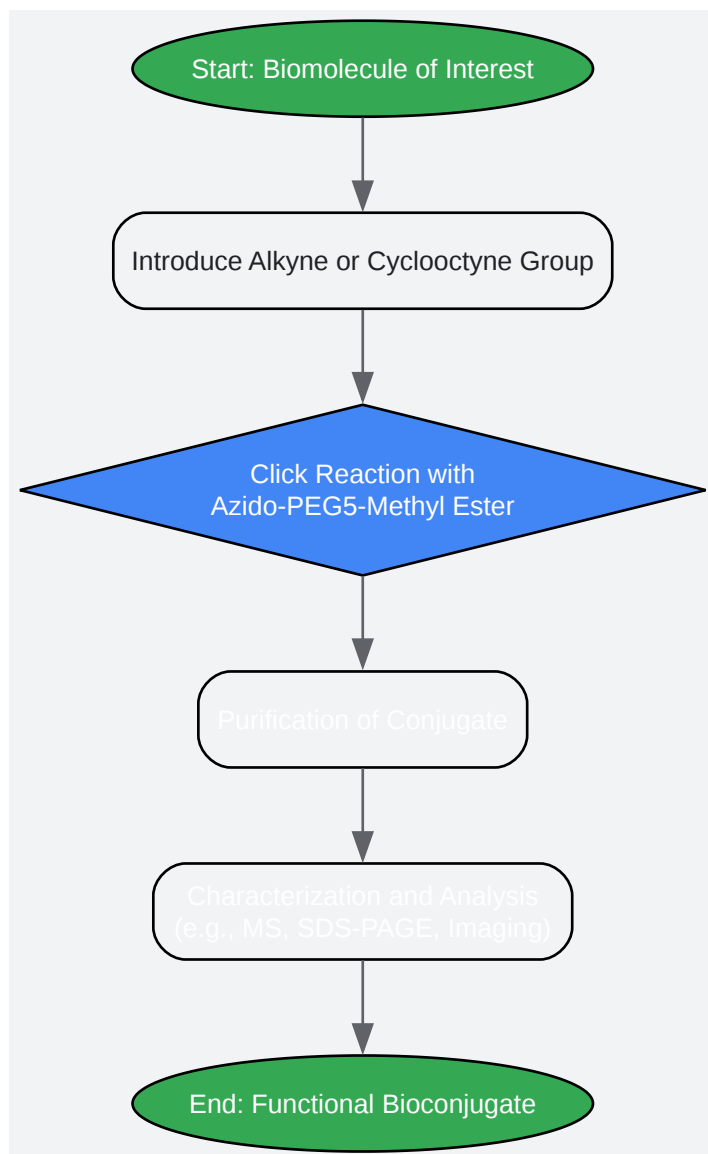 Start: Biomolecule of Interest
Introduce Alkyne or Cyclooctyne Group
Click Reaction with
Azido-PEG5-Methyl Ester
Purification of Conjugate
Characterization and Analysis
(e.g., MS, SDS-PAGE, Imaging)
End: Functional Bioconjugate